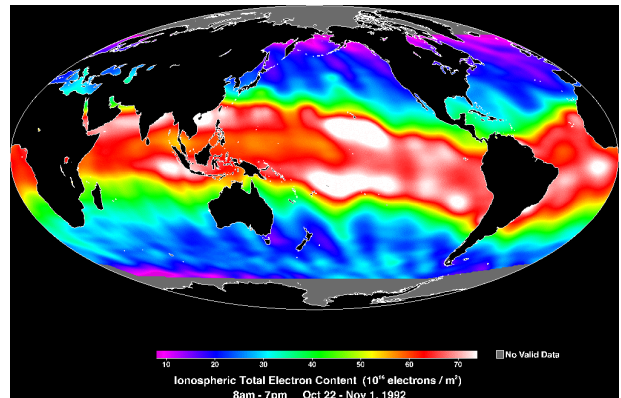 10 20 30 40 50 60 70 No Valid Data
Ionospheric Total Electron Content (10¹⁶ electrons / m²)
8am - 7pm Oct 22 - Nov 1, 1992